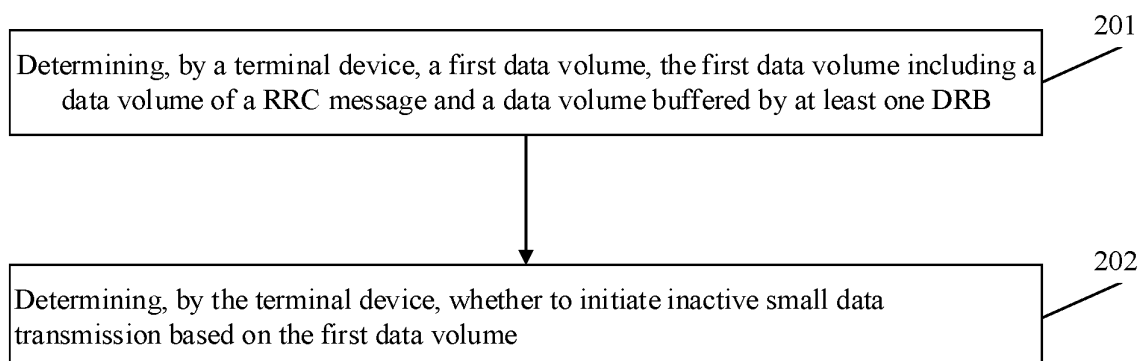 201
Determining, by a terminal device, a first data volume, the first data volume including a
data volume of a RRC message and a data volume buffered by at least one DRB
202
Determining, by the terminal device, whether to initiate inactive small data
transmission based on the first data volume